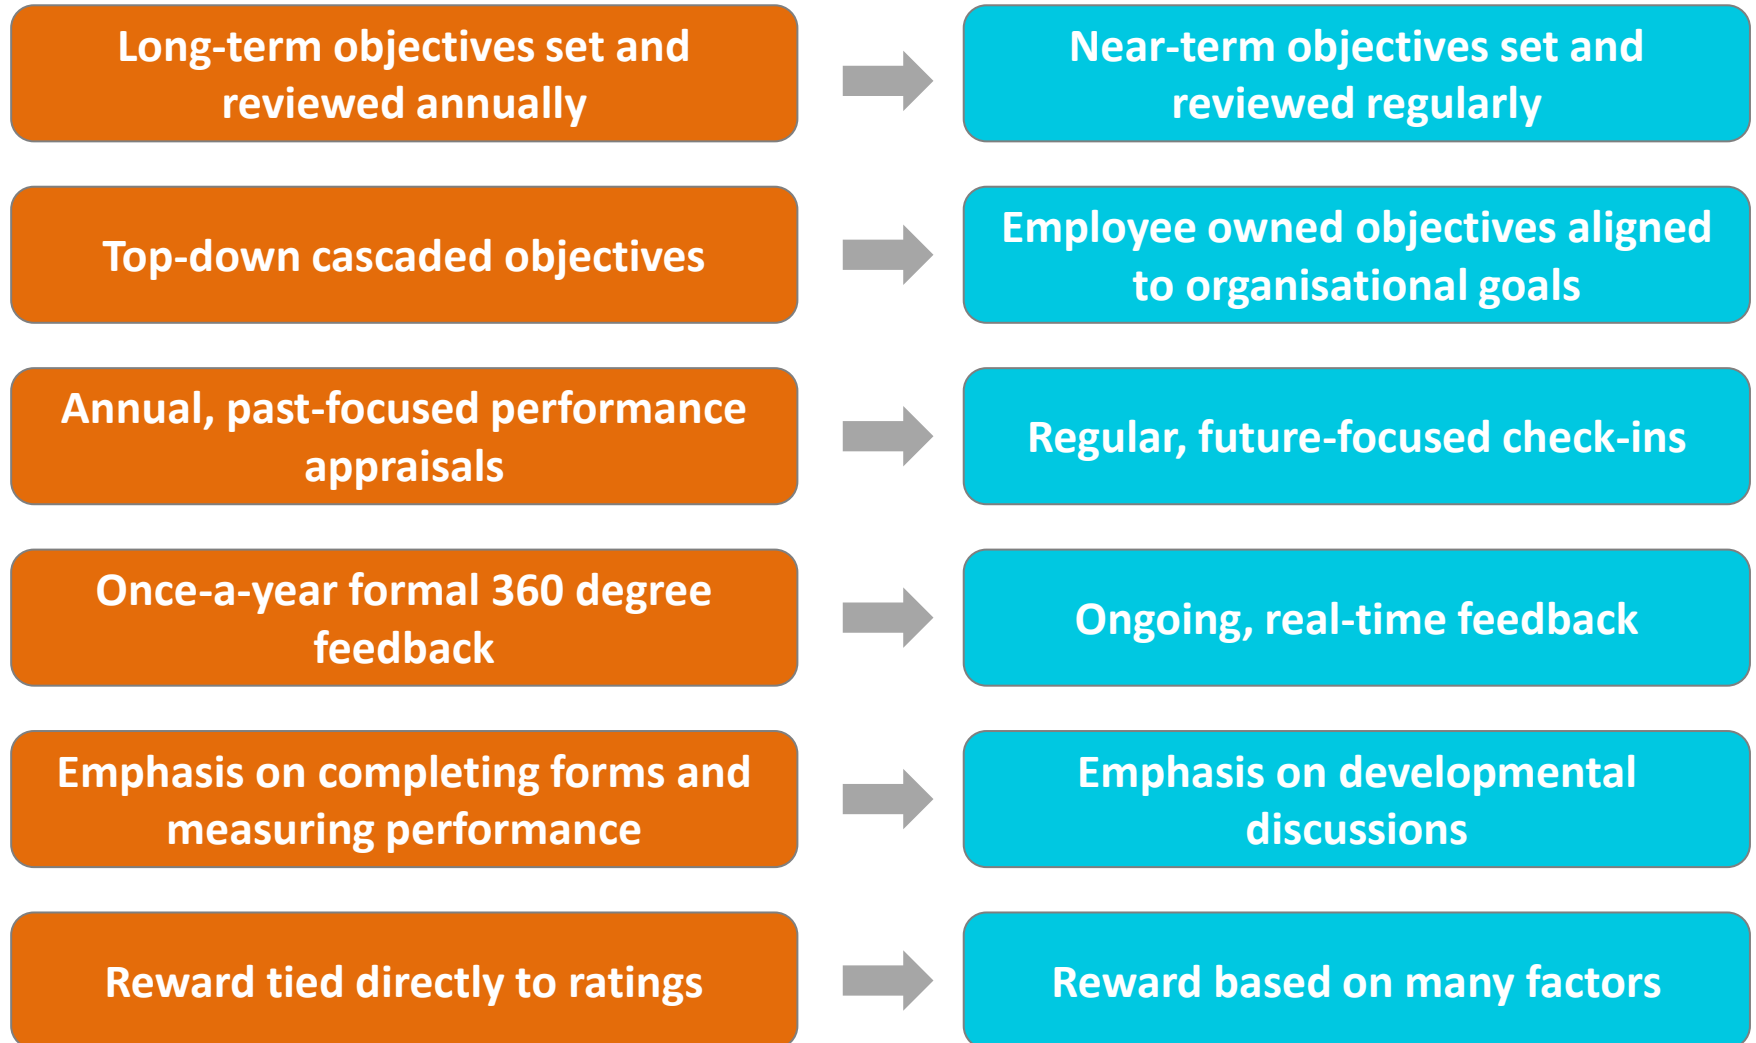 Long-term objectives set and
reviewed annually
Near-term objectives set and
reviewed regularly
Top-down cascaded objectives
Employee owned objectives aligned
to organisational goals
Annual, past-focused performance
appraisals
Regular, future-focused check-ins
Once-a-year formal 360 degree
feedback
Ongoing, real-time feedback
Emphasis on completing forms and
measuring performance
Emphasis on developmental
discussions
Reward tied directly to ratings
Reward based on many factors